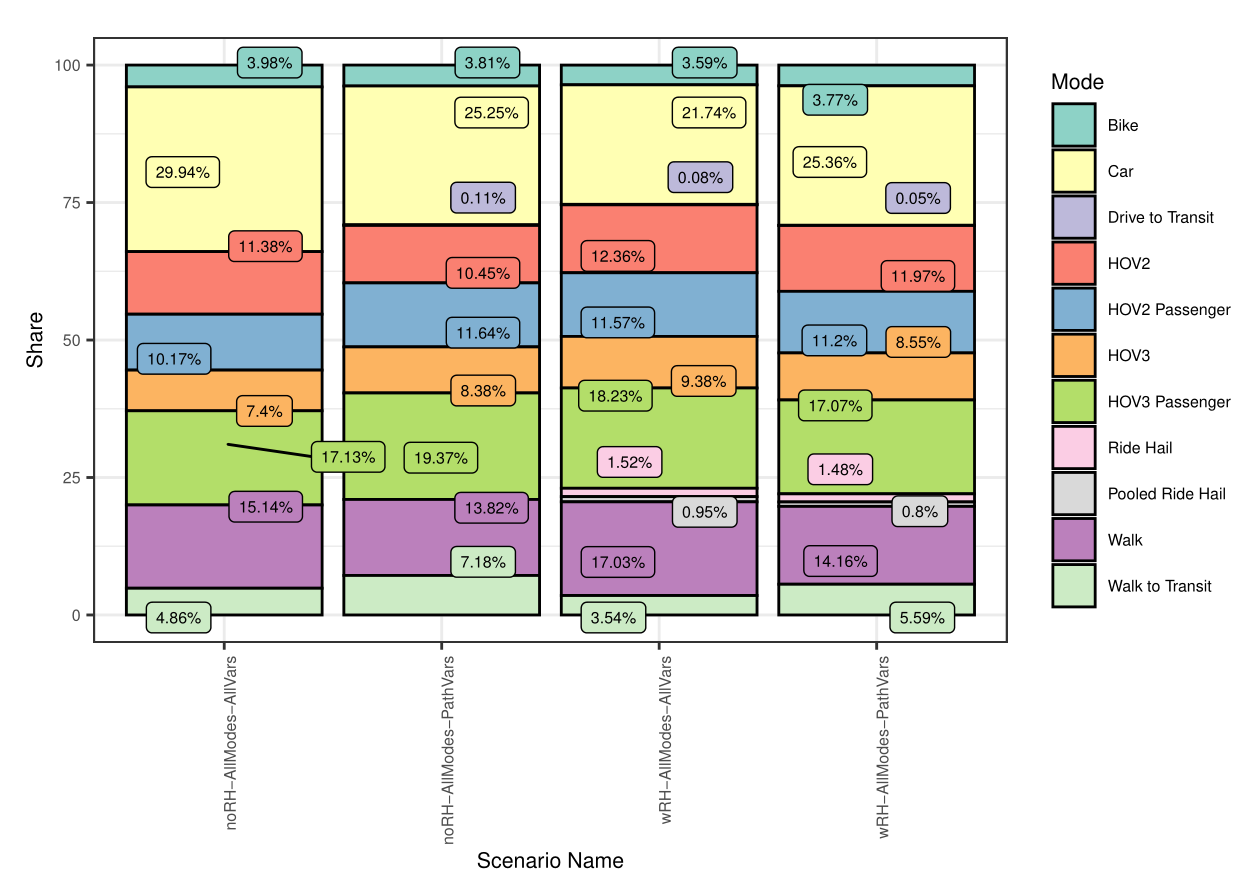 Share
100
75
50
25
0
3.98%
29.94%
11.38%
10.17%
7.4%
17.13%
15.14%
4.86%
3.81%
25.25%
0.11%
10.45%
11.64%
8.38%
19.37%
13.82%
7.18%
3.59%
21.74%
0.08%
12.36%
11.57%
9.38%
18.23%
1.52%
0.95%
17.03%
3.54%
3.77%
25.36%
0.05%
11.97%
11.2%
8.55%
17.07%
1.48%
0.8%
14.16%
5.59%
noRH−AllModes−AllVars
noRH−AllModes−PathVars
wRH−AllModes−AllVars
wRH−AllModes−PathVars
Scenario Name
Mode
Bike
Car
Drive to Transit
HOV2
HOV2 Passenger
HOV3
HOV3 Passenger
Ride Hail
Pooled Ride Hail
Walk
Walk to Transit